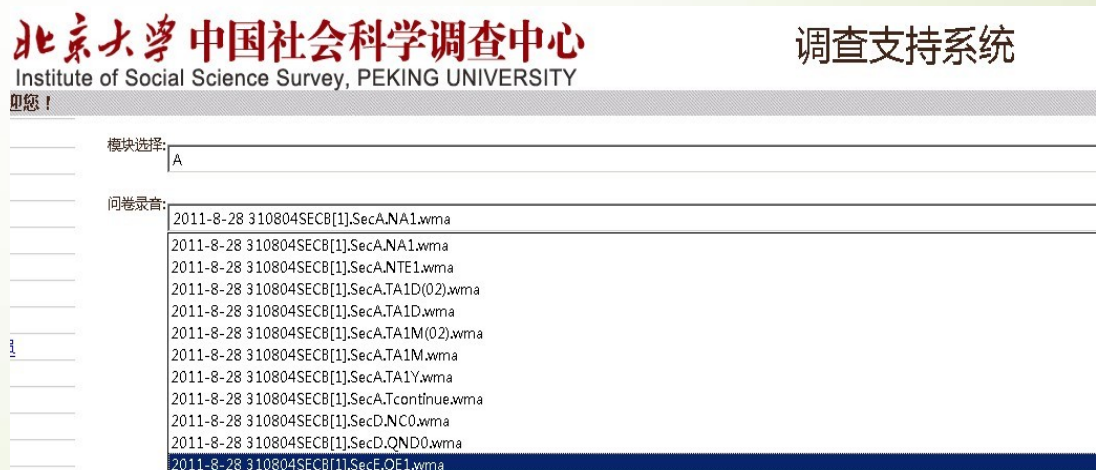 北京大学 中国社会科学调查中心
调查支持系统
Institute of Social Science Survey, PEKING UNIVERSITY
迎您！
模块选择:
A
问卷录音:
2011-8-28 310804SECB[1].SecA.NA1.wma
2011-8-28 310804SECB[1].SecA.NA1.wma
2011-8-28 310804SECB[1].SecA.NTE1.wma
2011-8-28 310804SECB[1].SecA.TA1D(02).wma
2011-8-28 310804SECB[1].SecA.TA1D.wma
2011-8-28 310804SECB[1].SecA.TA1M(02).wma
2011-8-28 310804SECB[1].SecA.TA1M.wma
2011-8-28 310804SECB[1].SecA.TA1Y.wma
2011-8-28 310804SECB[1].SecA.Tcontinue.wma
2011-8-28 310804SECB[1].SecD.NC0.wma
2011-8-28 310804SECB[1].SecD.QND0.wma
2011-8-28 310804SECB[1].SecE.QE1.wma